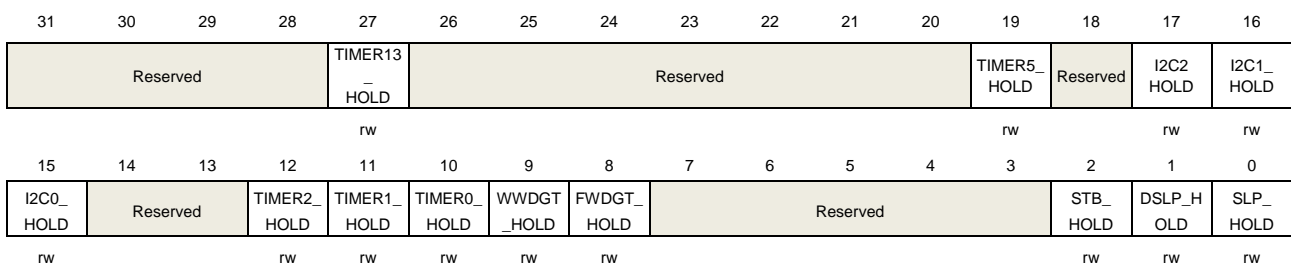 31 30 29 28 27 26 25 24 23 22 21 20 19 18 17 16
Reserved TIMER13_HOLD Reserved TIMER5_HOLD Reserved I2C2 HOLD I2C1_HOLD
rw rw rw rw
15 14 13 12 11 10 9 8 7 6 5 4 3 2 1 0
I2C0_HOLD Reserved TIMER2_HOLD TIMER1_HOLD TIMER0_HOLD WWDGT_HOLD FWDGT_HOLD Reserved STB_HOLD DSLP_HOLD SLP_HOLD
rw rw rw rw rw rw rw rw rw